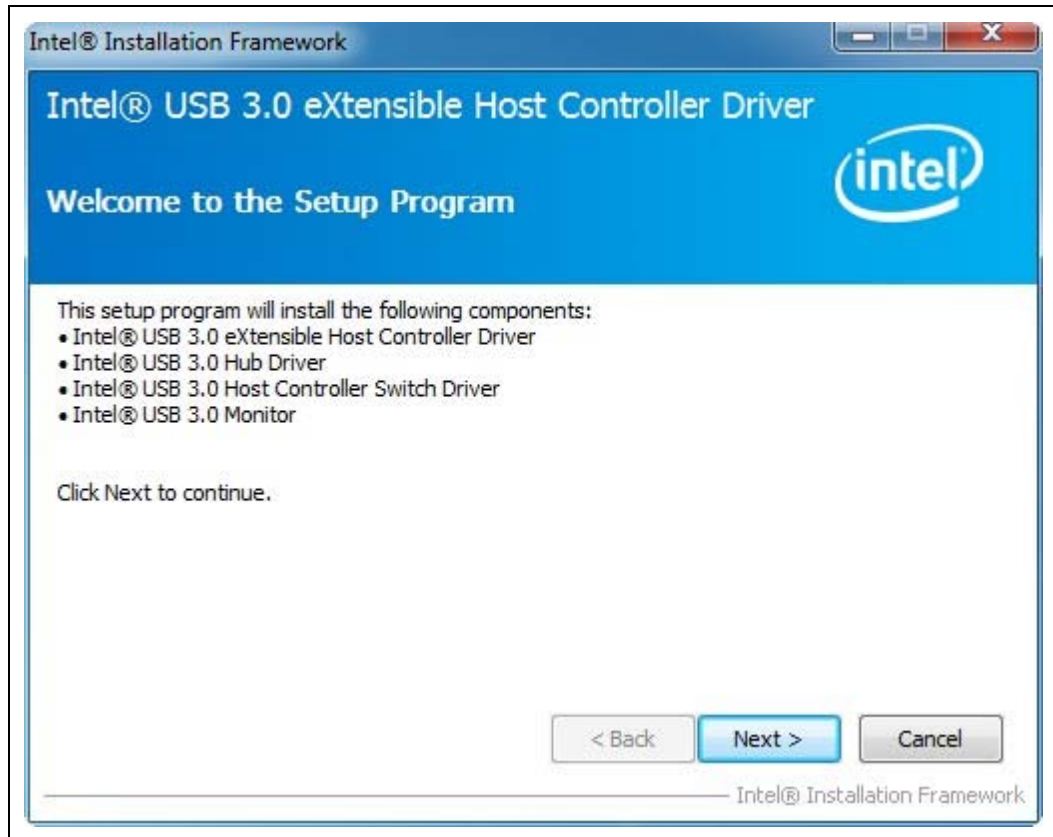 Intel® Installation Framework
Intel® USB 3.0 eXtensible Host Controller Driver
intel
Welcome to the Setup Program
This setup program will install the following components:
• Intel® USB 3.0 eXtensible Host Controller Driver
• Intel® USB 3.0 Hub Driver
• Intel® USB 3.0 Host Controller Switch Driver
• Intel® USB 3.0 Monitor
Click Next to continue.
< Back Next > Cancel
Intel® Installation Framework